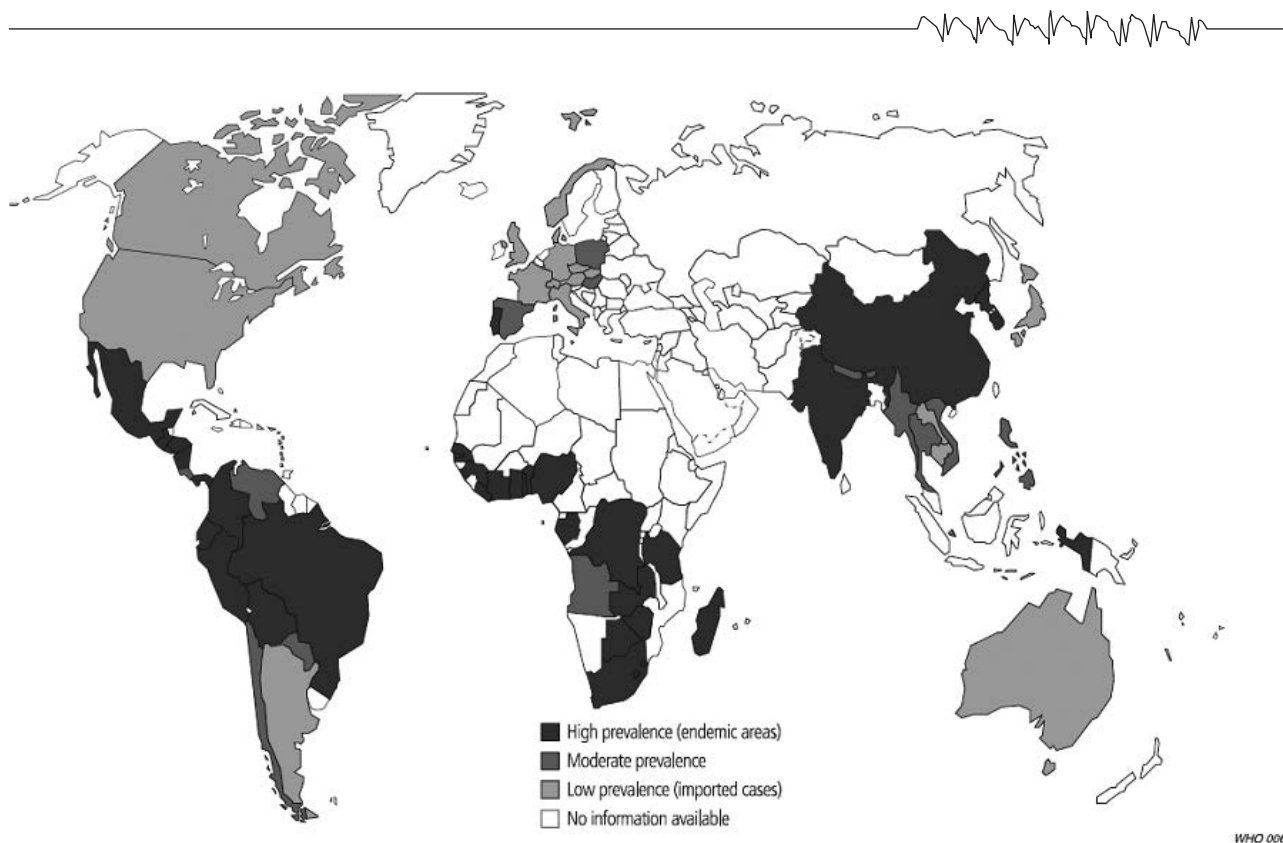 High prevalence (endemic areas)
Moderate prevalence
Low prevalence (imported cases)
No information available